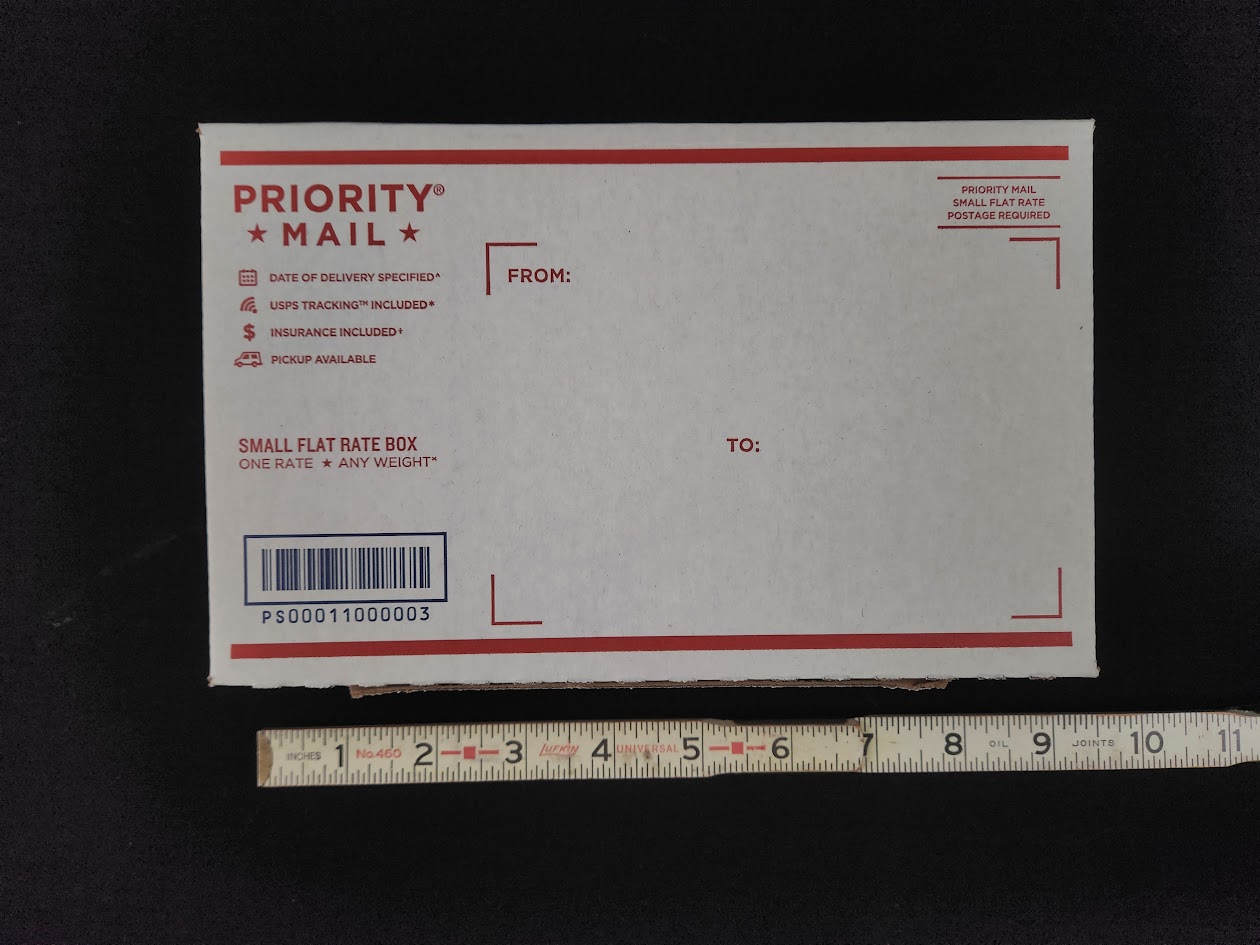 PRIORITY®
★ MAIL ★
PRIORITY MAIL
SMALL FLAT RATE
POSTAGE REQUIRED
DATE OF DELIVERY SPECIFIED^
USPS TRACKING™ INCLUDED*
$ INSURANCE INCLUDED‡
PICKUP AVAILABLE
FROM:
SMALL FLAT RATE BOX
ONE RATE ★ ANY WEIGHT*
TO:
PS00011000003
INCHES 1 No.460 2 3 LUFKIN 4 UNIVERSAL 5 6 7 8 OIL 9 JOINTS 10 11